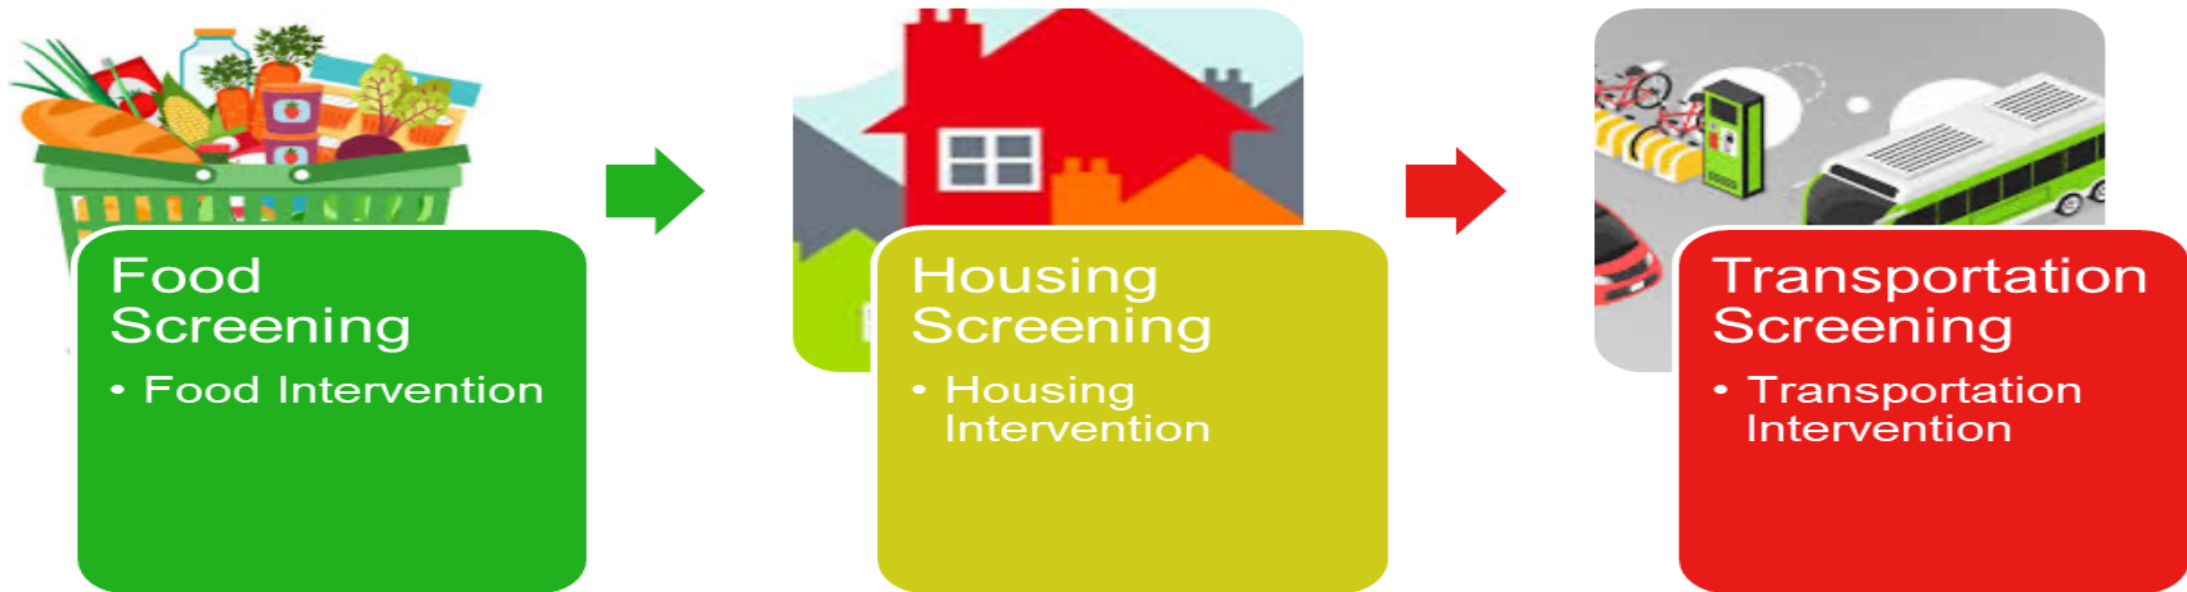 Food
Screening
• Food Intervention
Housing
Screening
• Housing
Intervention
Transportation
Screening
• Transportation
Intervention